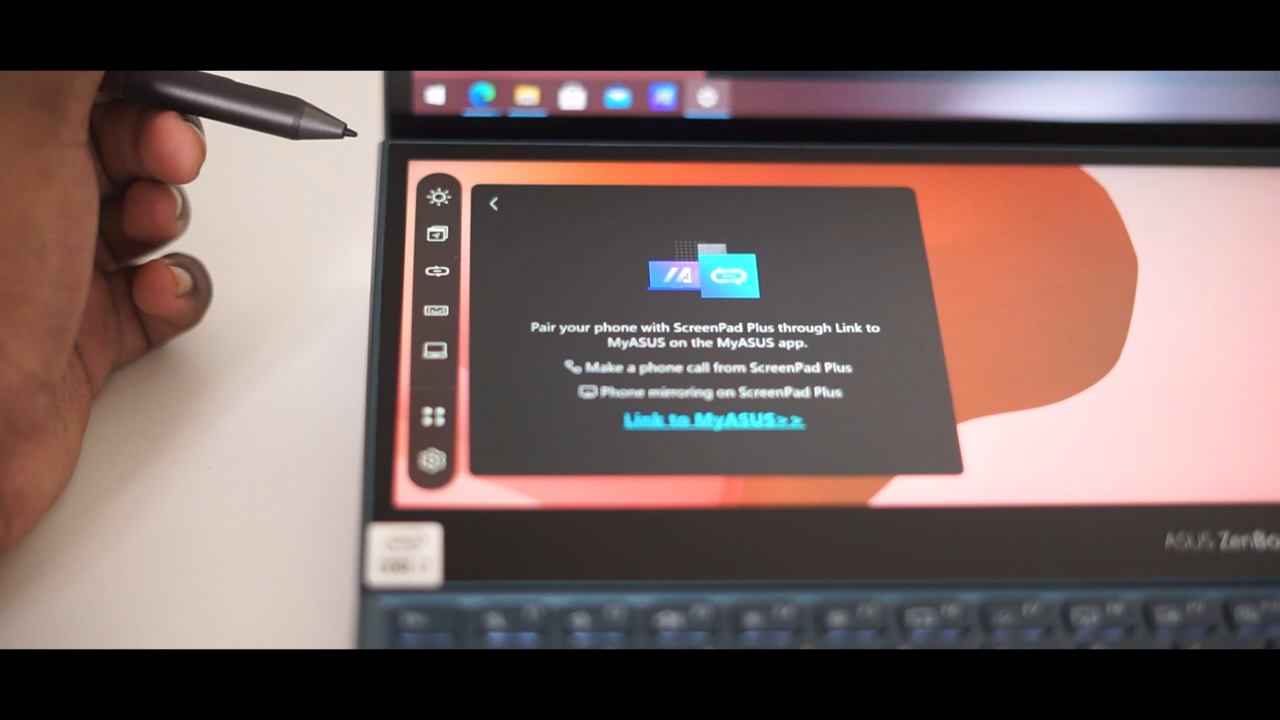 Pair your phone with ScreenPad Plus through Link to
MyASUS on the MyASUS app.
Make a phone call from ScreenPad Plus
Phone mirroring on ScreenPad Plus
Link to MyASUS>>
ASUS ZenBo